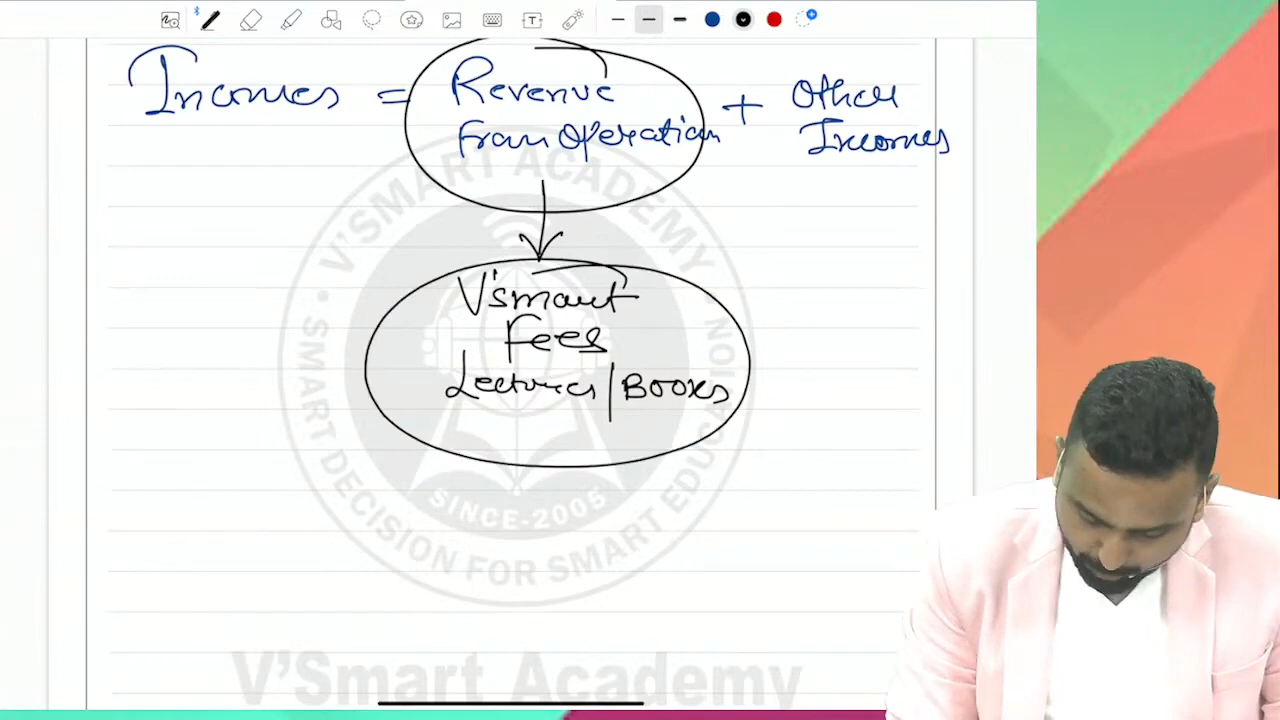 Incomes = Revenue from Operation + Other Incomes
V'smart
Fees
Lectures | Books
V'SMART ACADEMY
SMART DECISION FOR SMART EDUCATION
SINCE-2005
V'Smart Academy
T